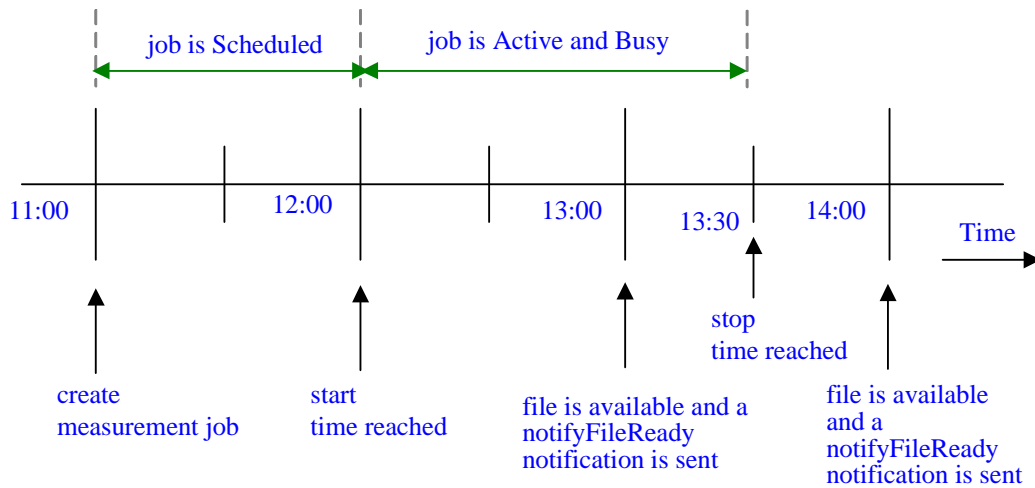 job is Scheduled
job is Active and Busy
11:00
12:00
13:00
13:30
14:00
Time
create
measurement job
start
time reached
file is available and a
notifyFileReady
notification is sent
stop
time reached
file is available
and a
notifyFileReady
notification is sent